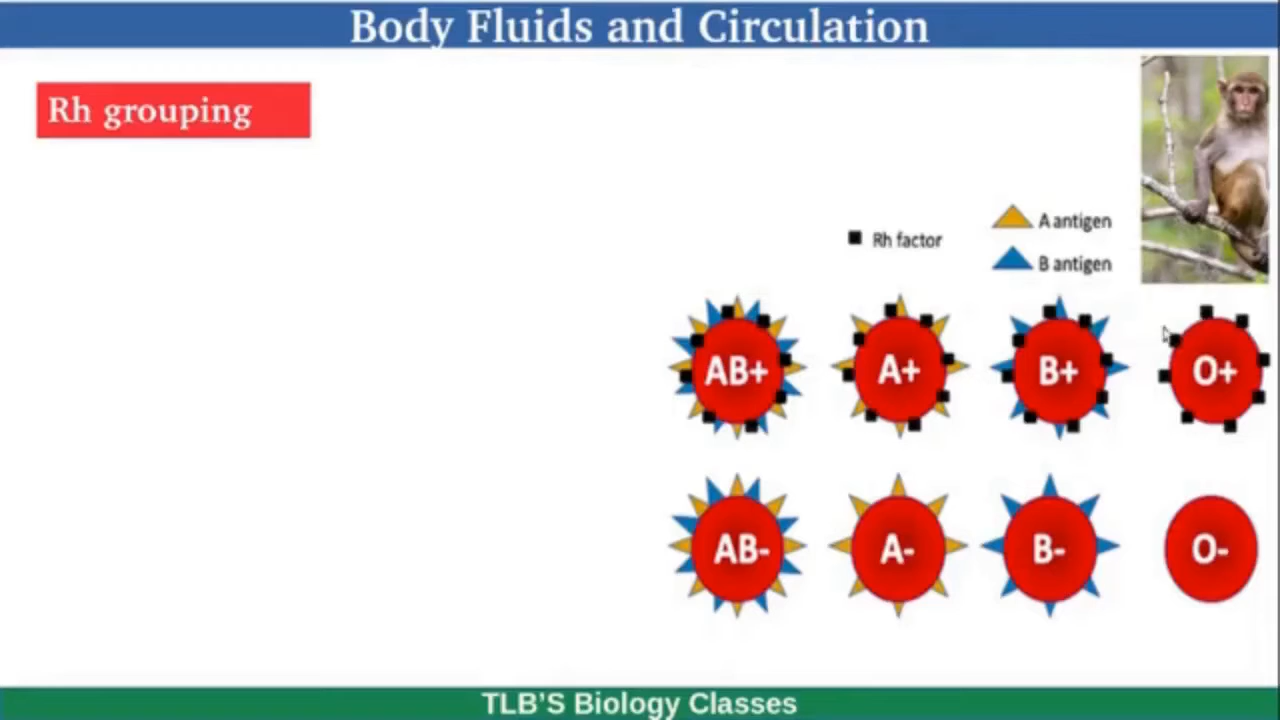 Body Fluids and Circulation
Rh grouping
A antigen
Rh factor
B antigen
AB+ A+ B+ O+
AB- A- B- O-
TLB'S Biology Classes